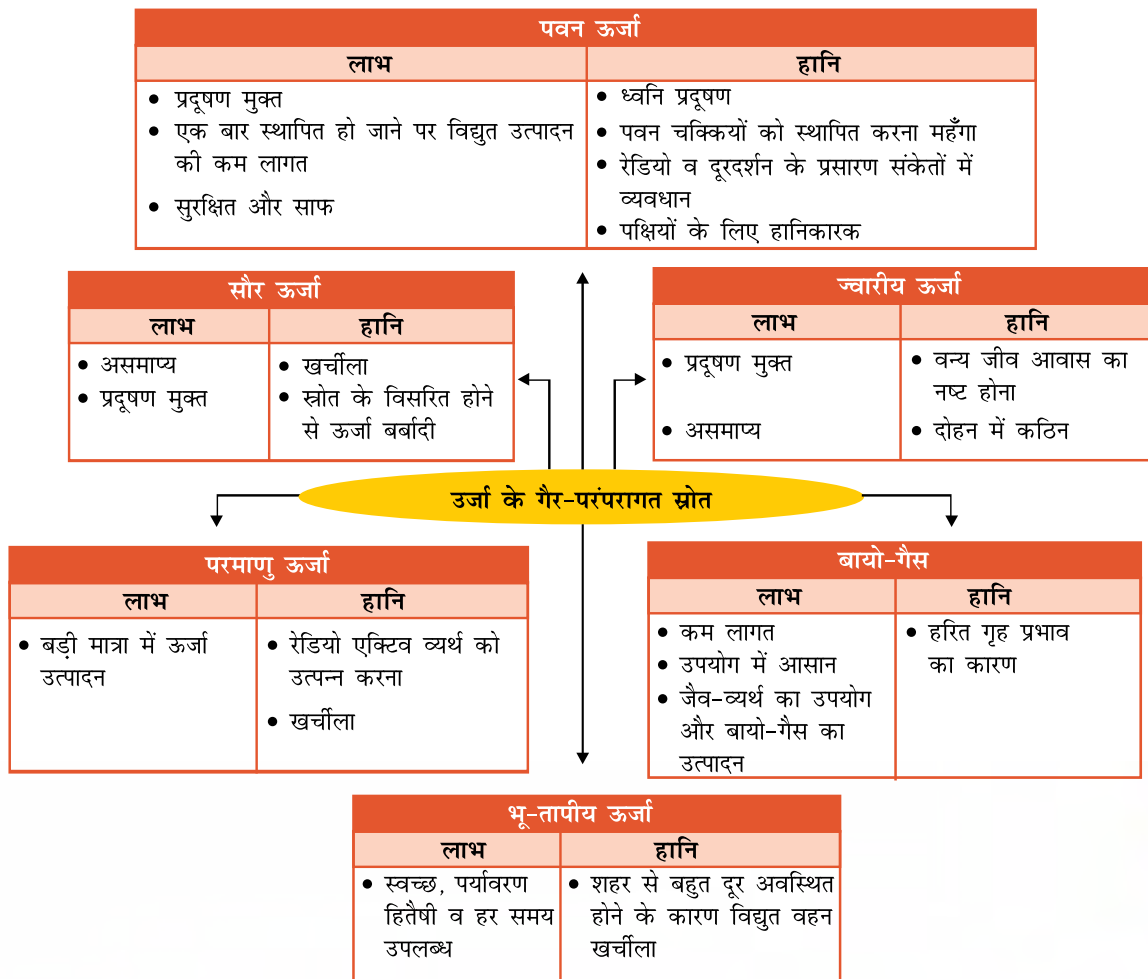 पवन ऊर्जा
लाभ
हानि
• प्रदूषण मुक्त
• एक बार स्थापित हो जाने पर विद्युत उत्पादन
की कम लागत
• सुरक्षित और साफ
• ध्वनि प्रदूषण
• पवन चक्कियों को स्थापित करना महँगा
• रेडियो व दूरदर्शन के प्रसारण संकेतों में
व्यवधान
• पक्षियों के लिए हानिकारक
सौर ऊर्जा
लाभ
हानि
• असमाप्य
• प्रदूषण मुक्त
• खर्चीला
• स्रोत के विसरित होने
से ऊर्जा बर्बादी
ज्वारीय ऊर्जा
लाभ
हानि
• प्रदूषण मुक्त
• असमाप्य
• वन्य जीव आवास का
नष्ट होना
• दोहन में कठिन
उर्जा के गैर-परंपरागत स्रोत
परमाणु ऊर्जा
लाभ
हानि
• बड़ी मात्रा में ऊर्जा
उत्पादन
• रेडियो एक्टिव व्यर्थ को
उत्पन्न करना
• खर्चीला
बायो-गैस
लाभ
हानि
• कम लागत
• उपयोग में आसान
• जैव-व्यर्थ का उपयोग
और बायो-गैस का
उत्पादन
• हरित गृह प्रभाव
का कारण
भू-तापीय ऊर्जा
लाभ
हानि
• स्वच्छ, पर्यावरण
हितैषी व हर समय
उपलब्ध
• शहर से बहुत दूर अवस्थित
होने के कारण विद्युत वहन
खर्चीला